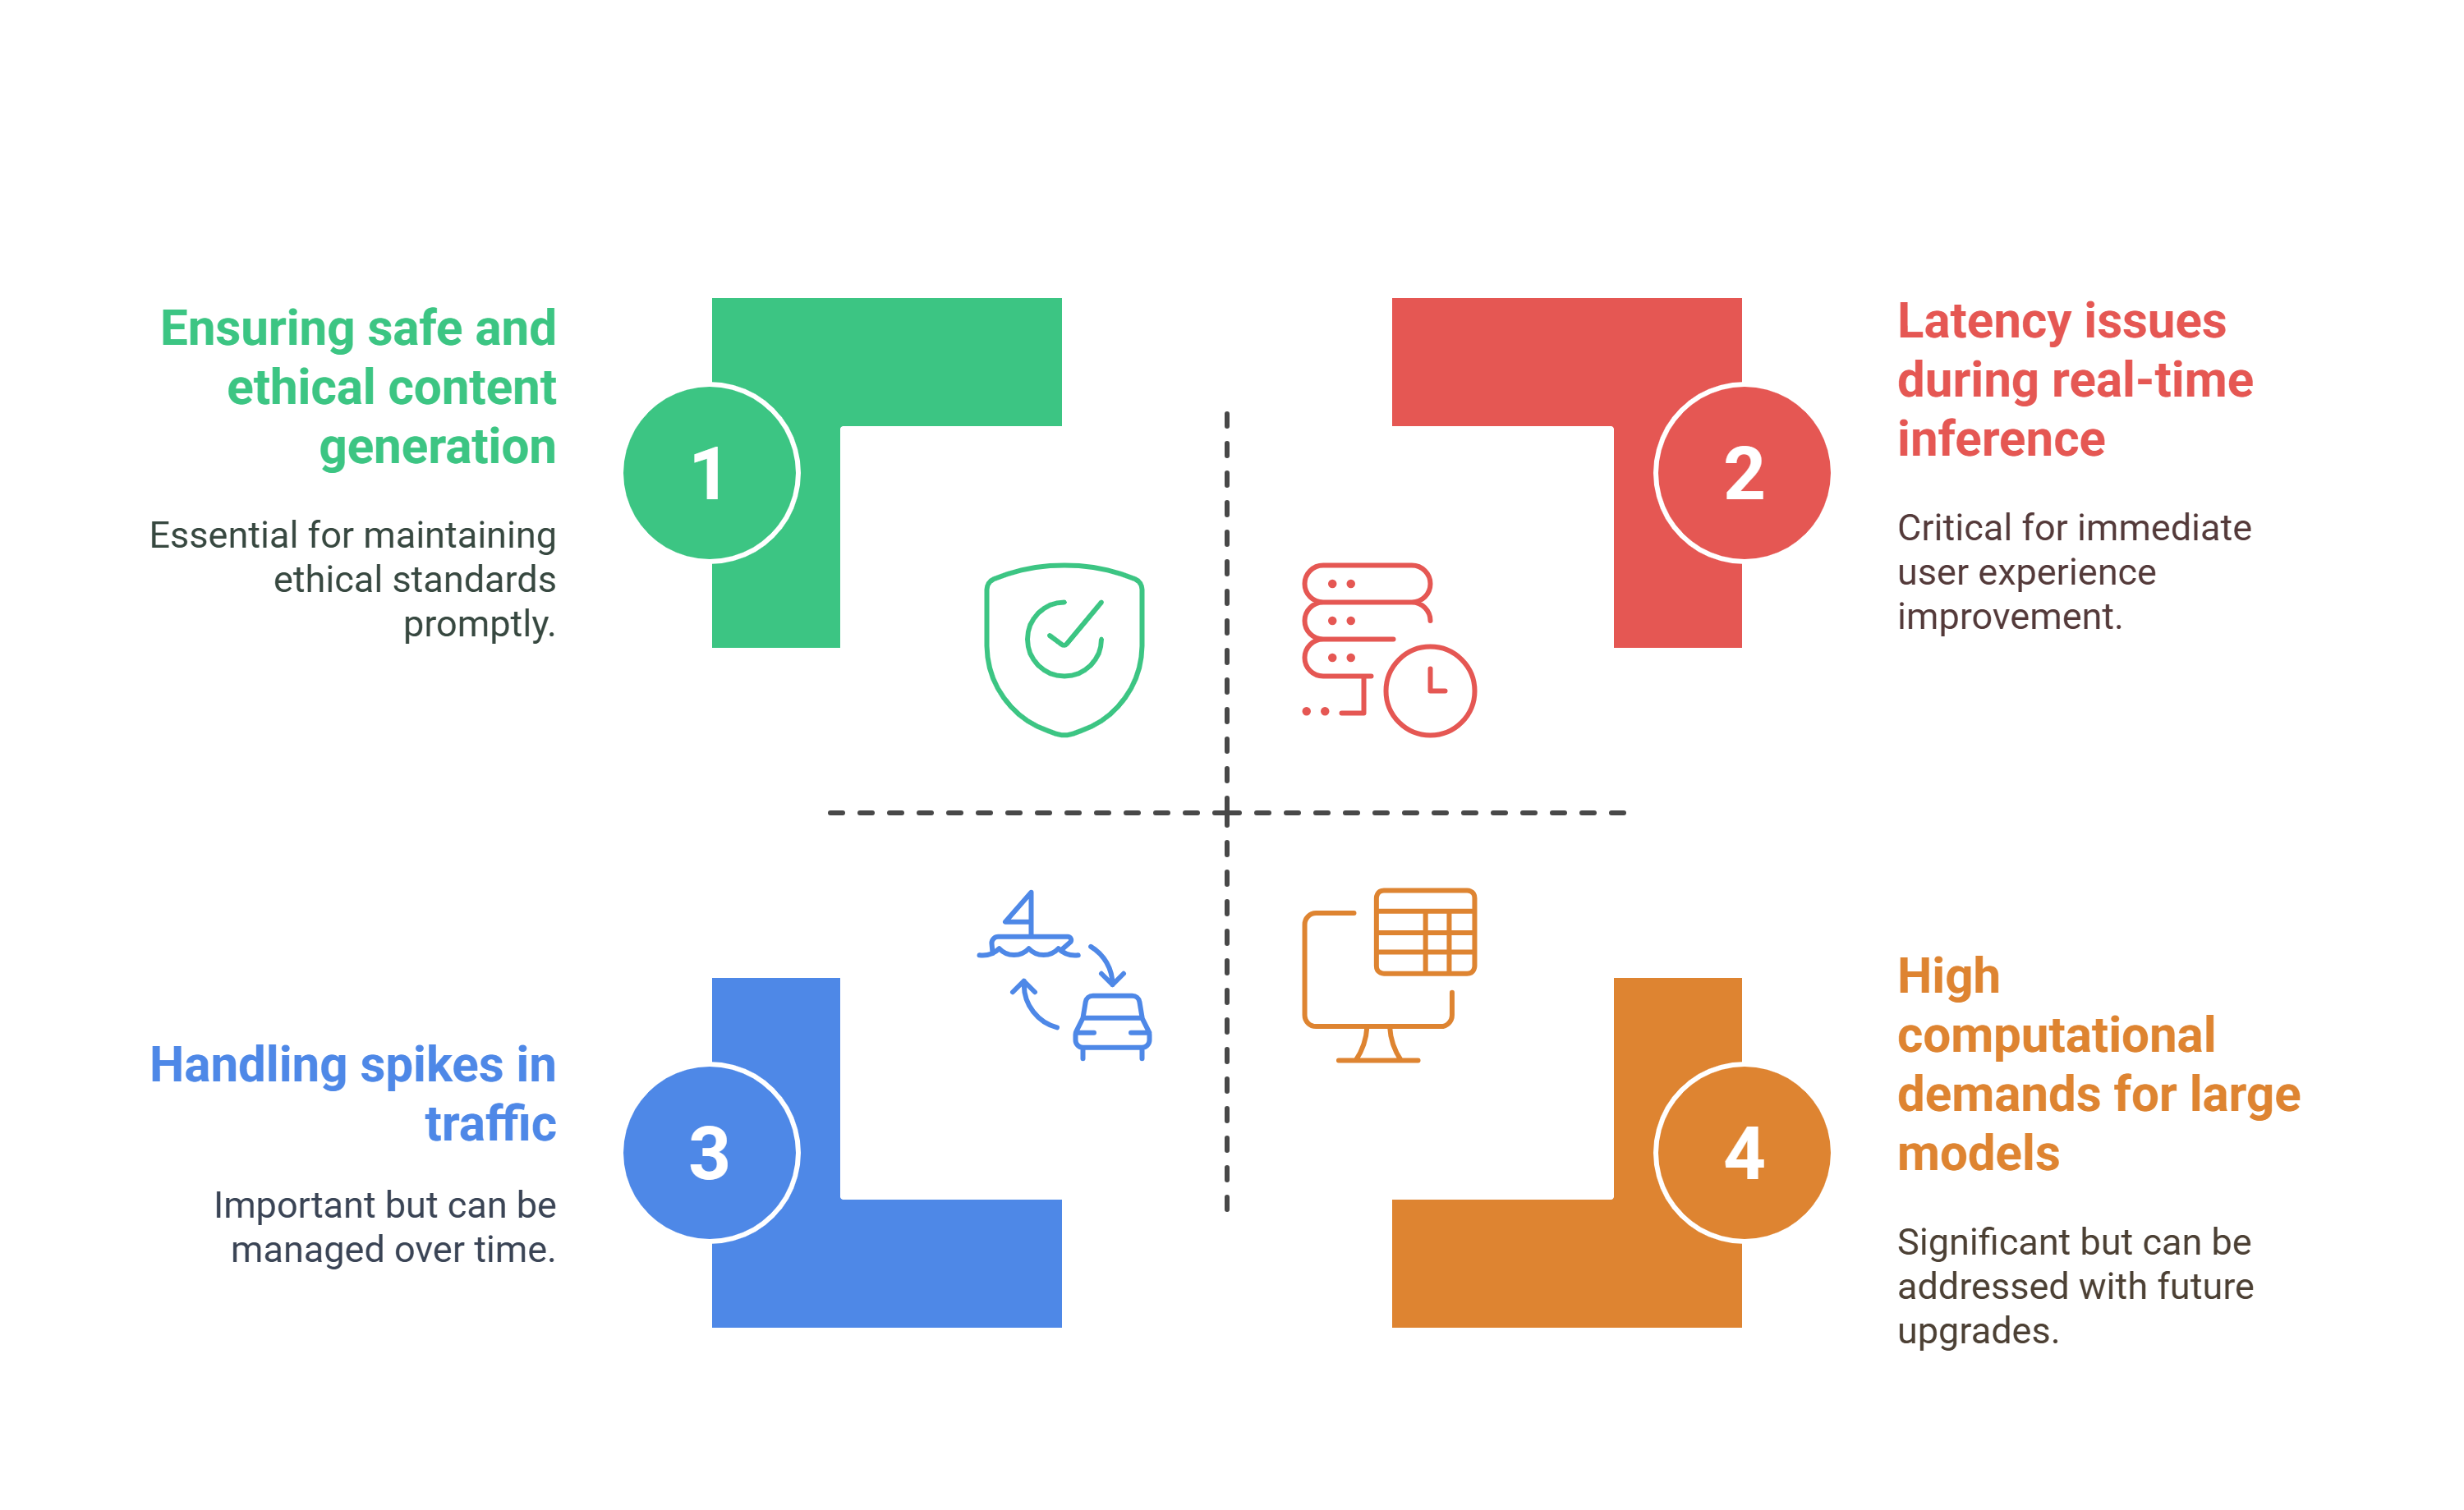 Ensuring safe and
ethical content
generation
Essential for maintaining
ethical standards
promptly.
1
2
Latency issues
during real-time
inference
Critical for immediate
user experience
improvement.
Handling spikes in
traffic
Important but can be
managed over time.
3
4
High
computational
demands for large
models
Significant but can be
addressed with future
upgrades.